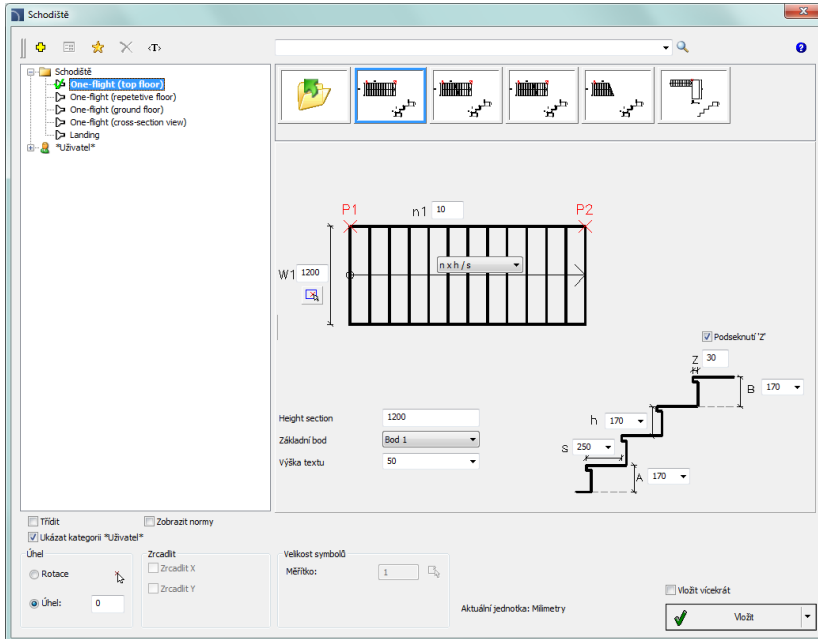 Schodiště
<T>
Schodiště
One-flight (top floor)
One-flight (repetetive floor)
One-flight (ground floor)
One-flight (cross-section view)
Landing
*Uživatel*
P1
n1 10
P2
n x h / s
W1 1200
Podseknutí 'Z'
Z 30
B 170
h 170
s 250
A 170
Height section 1200
Základní bod Bod 1
Výška textu 50
Třídit
Zobrazit normy
Ukázat kategorii *Uživatel*
Úhel
Rotace
Úhel: 0
Zrcadlit
Zrcadlit X
Zrcadlit Y
Velikost symbolů
Měřítko: 1
Aktuální jednotka: Milimetry
Vložit vícekrát
Vložit